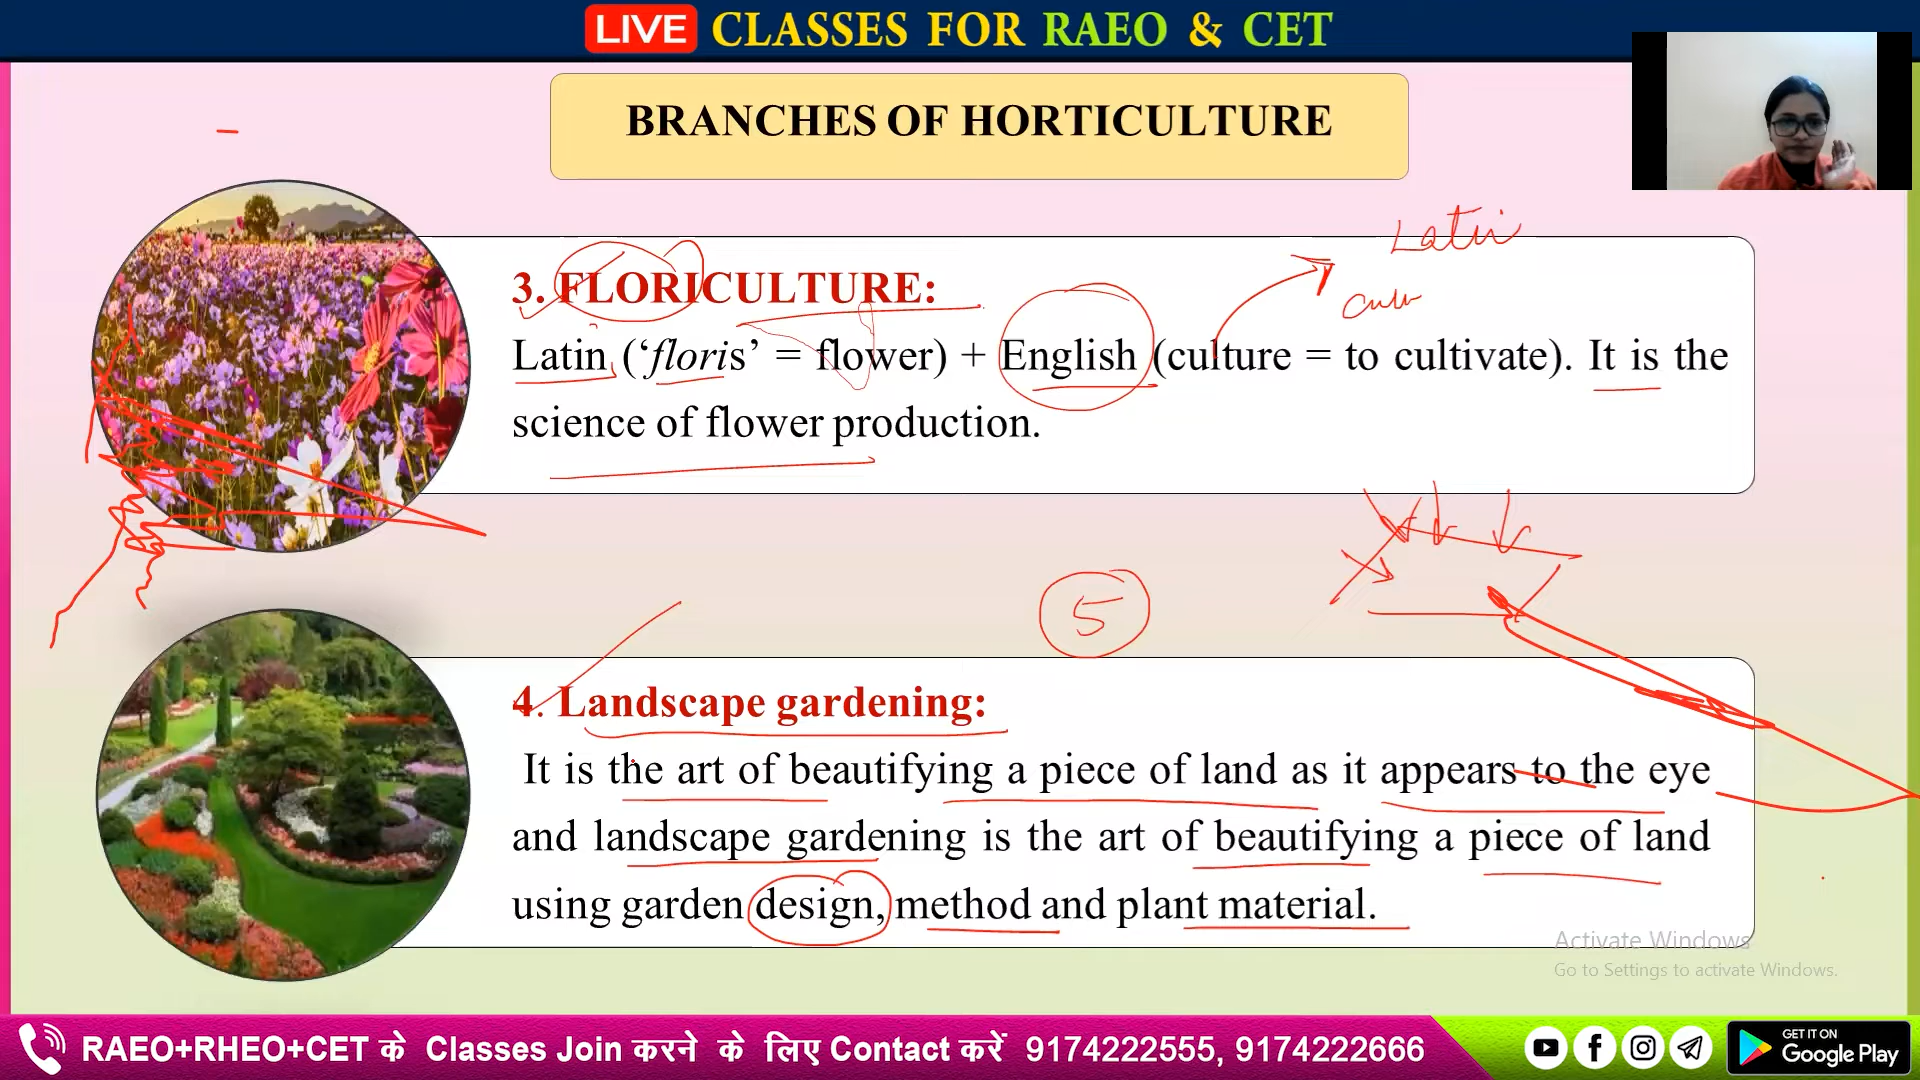 LIVE CLASSES FOR RAEO & CET
BRANCHES OF HORTICULTURE
Latin
3. FLORICULTURE:
Latin (‘floris’ = flower) + English (culture = to cultivate). It is the
science of flower production.
5
4. Landscape gardening:
It is the art of beautifying a piece of land as it appears to the eye
and landscape gardening is the art of beautifying a piece of land
using garden design, method and plant material.
Activate Windows
Go to Settings to activate Windows.
RAEO+RHEO+CET के Classes Join करने के लिए Contact करें 9174222555, 9174222666
GET IT ON
Google Play